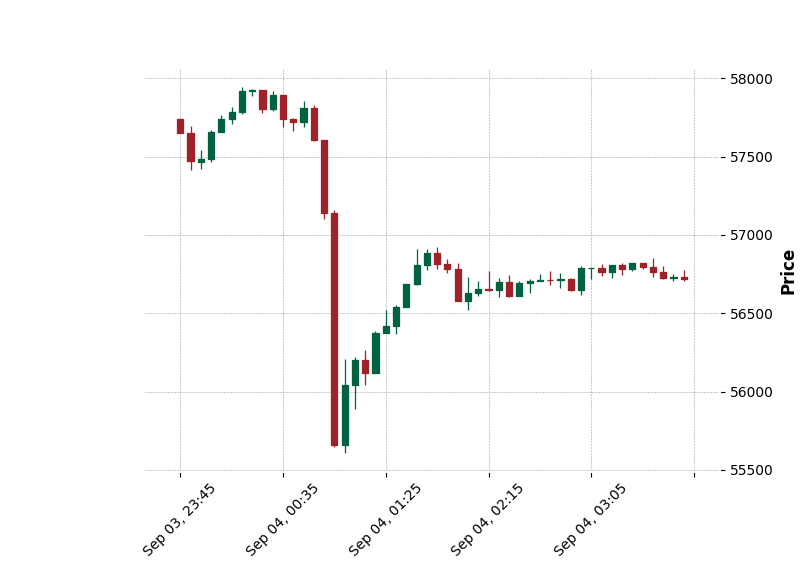 58000
57500
57000
56500
56000
55500
Price
Sep 03, 23:45
Sep 04, 00:35
Sep 04, 01:25
Sep 04, 02:15
Sep 04, 03:05